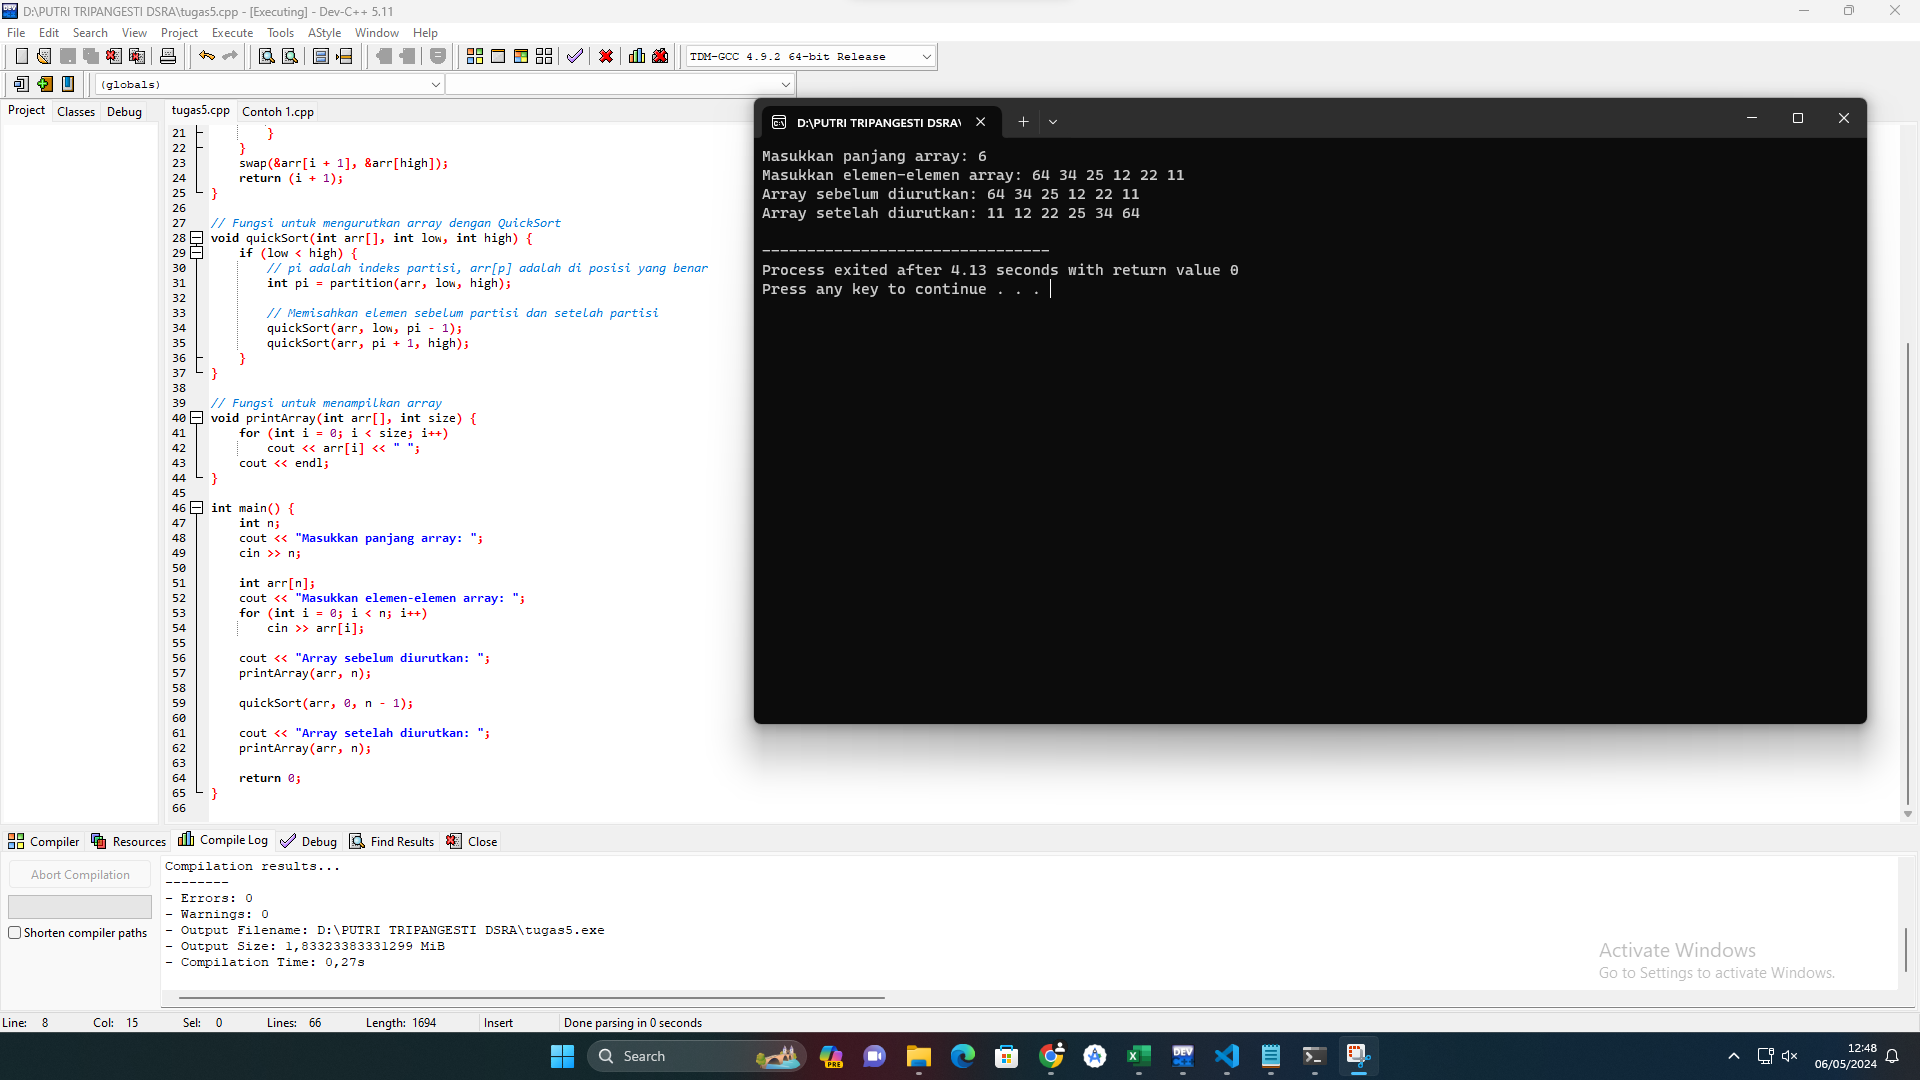 D:\PUTRI TRIPANGESTI DSRA\tugas5.cpp - [Executing] - Dev-C++ 5.11
File Edit Search View Project Execute Tools AStyle Window Help
TDM-GCC 4.9.2 64-bit Release
(globals)
Project Classes Debug
tugas5.cpp Contoh 1.cpp
21 }
22 }
23 swap(&arr[i + 1], &arr[high]);
24 return (i + 1);
25 }
26
27 // Fungsi untuk mengurutkan array dengan QuickSort
28 void quickSort(int arr[], int low, int high) {
29 if (low < high) {
30 // pi adalah indeks partisi, arr[p] adalah di posisi yang benar
31 int pi = partition(arr, low, high);
32
33 // Memisahkan elemen sebelum partisi dan setelah partisi
34 quickSort(arr, low, pi - 1);
35 quickSort(arr, pi + 1, high);
36 }
37 }
38
39 // Fungsi untuk menampilkan array
40 void printArray(int arr[], int size) {
41 for (int i = 0; i < size; i++)
42 cout << arr[i] << " ";
43 cout << endl;
44 }
45
46 int main() {
47 int n;
48 cout << "Masukkan panjang array: ";
49 cin >> n;
50
51 int arr[n];
52 cout << "Masukkan elemen-elemen array: ";
53 for (int i = 0; i < n; i++)
54 cin >> arr[i];
55
56 cout << "Array sebelum diurutkan: ";
57 printArray(arr, n);
58
59 quickSort(arr, 0, n - 1);
60
61 cout << "Array setelah diurutkan: ";
62 printArray(arr, n);
63
64 return 0;
65 }
66
D:\PUTRI TRIPANGESTI DSRA\
Masukkan panjang array: 6
Masukkan elemen-elemen array: 64 34 25 12 22 11
Array sebelum diurutkan: 64 34 25 12 22 11
Array setelah diurutkan: 11 12 22 25 34 64
--------------------------------
Process exited after 4.13 seconds with return value 0
Press any key to continue . . .
Compiler Resources Compile Log Debug Find Results Close
Abort Compilation
Shorten compiler paths
Compilation results...
--------
- Errors: 0
- Warnings: 0
- Output Filename: D:\PUTRI TRIPANGESTI DSRA\tugas5.exe
- Output Size: 1,83323383331299 MiB
- Compilation Time: 0,27s
Activate Windows
Go to Settings to activate Windows.
Line: 8 Col: 15 Sel: 0 Lines: 66 Length: 1694 Insert Done parsing in 0 seconds
Search
PRE
DEV
12:48
06/05/2024